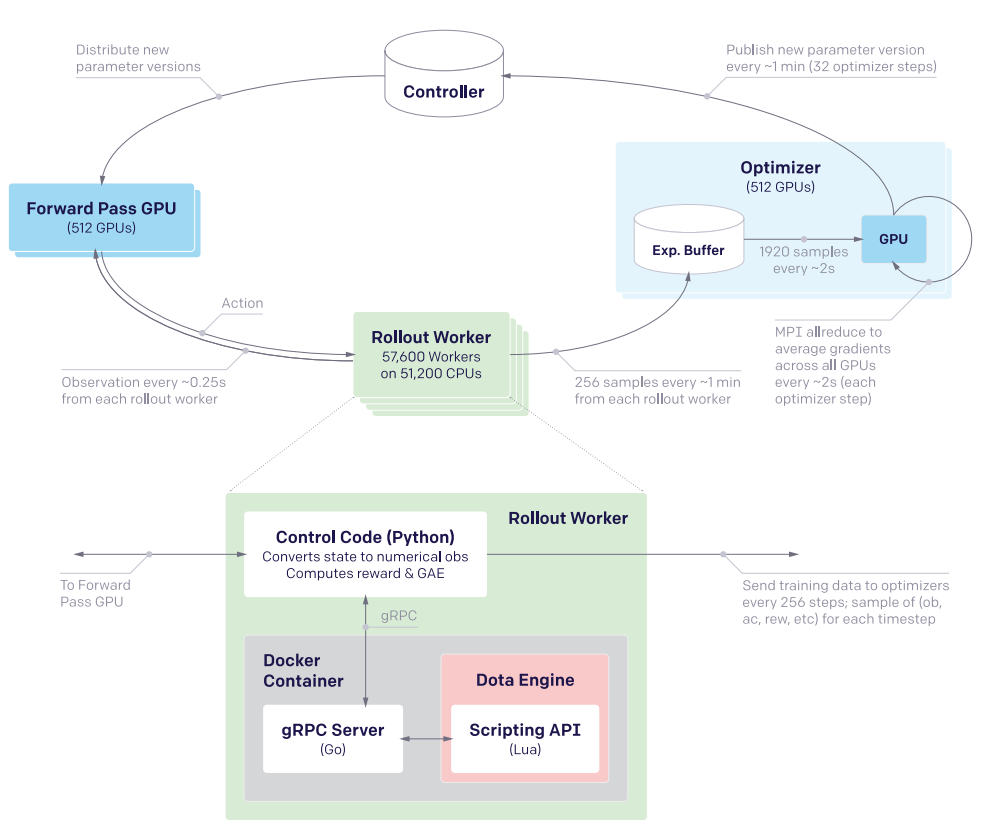 Distribute new
parameter versions
Controller
Publish new parameter version
every ~1 min (32 optimizer steps)
Forward Pass GPU
(512 GPUs)
Optimizer
(512 GPUs)
Exp. Buffer
1920 samples
every ~2s
GPU
Action
Observation every ~0.25s
from each rollout worker
Rollout Worker
57,600 Workers
on 51,200 CPUs
256 samples every ~1 min
from each rollout worker
MPI allreduce to
average gradients
across all GPUs
every ~2s (each
optimizer step)
Rollout Worker
Control Code (Python)
Converts state to numerical obs
Computes reward & GAE
To Forward
Pass GPU
Send training data to optimizers
every 256 steps; sample of (ob,
ac, rew, etc) for each timestep
gRPC
Docker
Container
Dota Engine
gRPC Server
(Go)
Scripting API
(Lua)